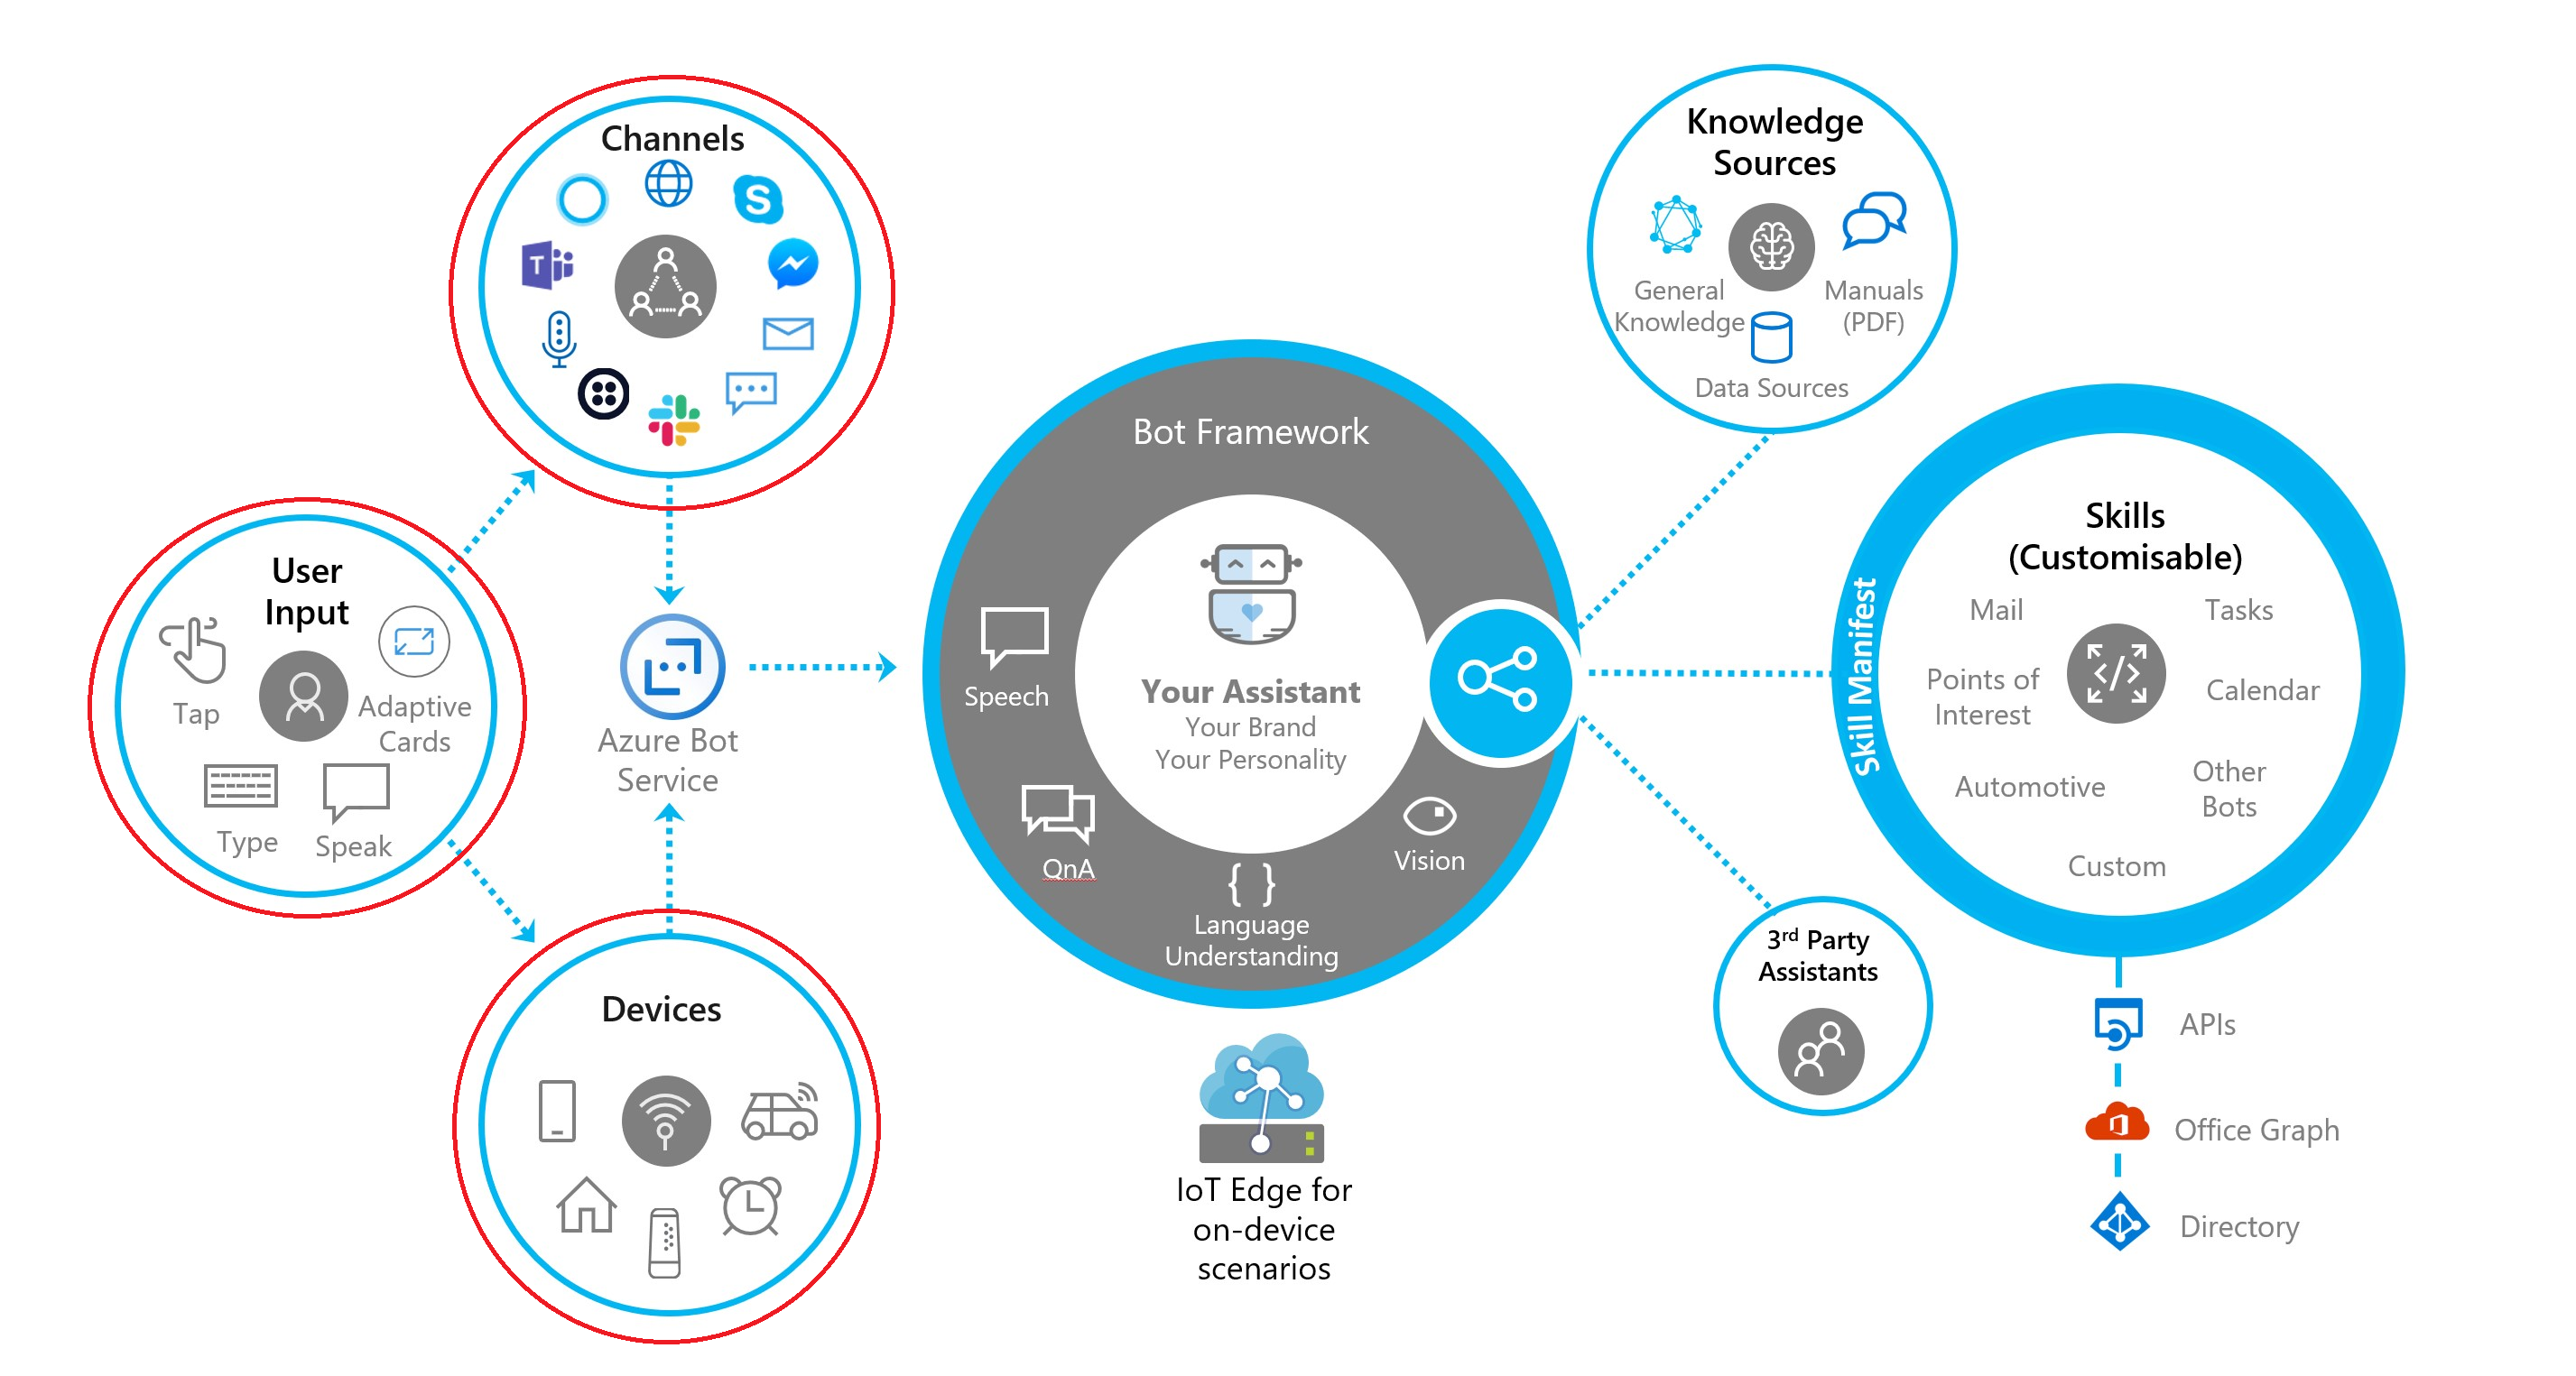 Channels
S
T
User
Input
Tap
Adaptive
Cards
Type
Speak
Azure Bot
Service
Devices
Bot Framework
Speech
Your Assistant
Your Brand
Your Personality
QnA
{ }
Language
Understanding
Vision
IoT Edge for
on-device
scenarios
Knowledge
Sources
General
Knowledge
Manuals
(PDF)
Data Sources
Skill Manifest
Skills
(Customisable)
Mail
Tasks
Points of
Interest
</>
Calendar
Automotive
Other
Bots
Custom
3rd Party
Assistants
APIs
Office Graph
Directory